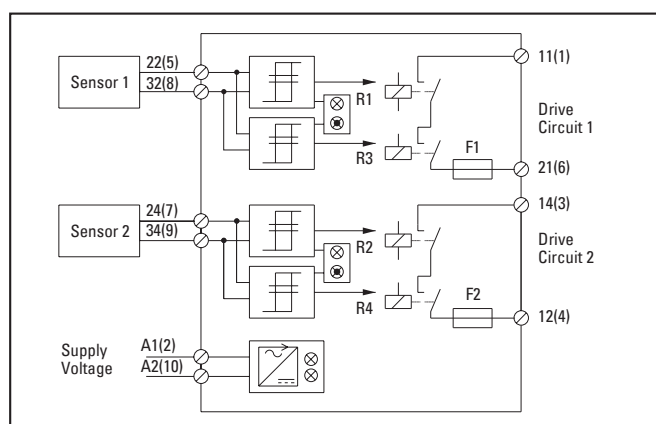 22(5)
11(1)
Sensor 1
32(8)
R1
Drive
Circuit 1
F1
R3
21(6)
24(7)
14(3)
Sensor 2
34(9)
R2
Drive
Circuit 2
F2
R4
12(4)
Supply
Voltage
A1(2)
A2(10)